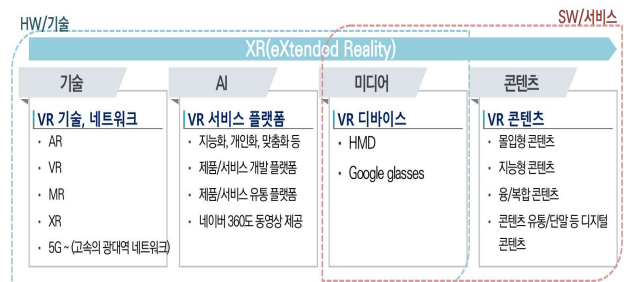 HW/기술
SW/서비스
XR(eXtended Reality)
기술
VR 기술, 네트워크
· AR
· VR
· MR
· XR
· 5G ~ (고속의 광대역 네트워크)
AI
VR 서비스 플랫폼
· 지능화, 개인화, 맞춤화 등
· 제품/서비스 개발 플랫폼
· 제품/서비스 유통 플랫폼
· 네이버 360도 동영상 제공
미디어
VR 디바이스
· HMD
· Google glasses
콘텐츠
VR 콘텐츠
· 몰입형 콘텐츠
· 지능형 콘텐츠
· 융/복합 콘텐츠
· 콘텐츠 유통/단말 등 디지털
콘텐츠